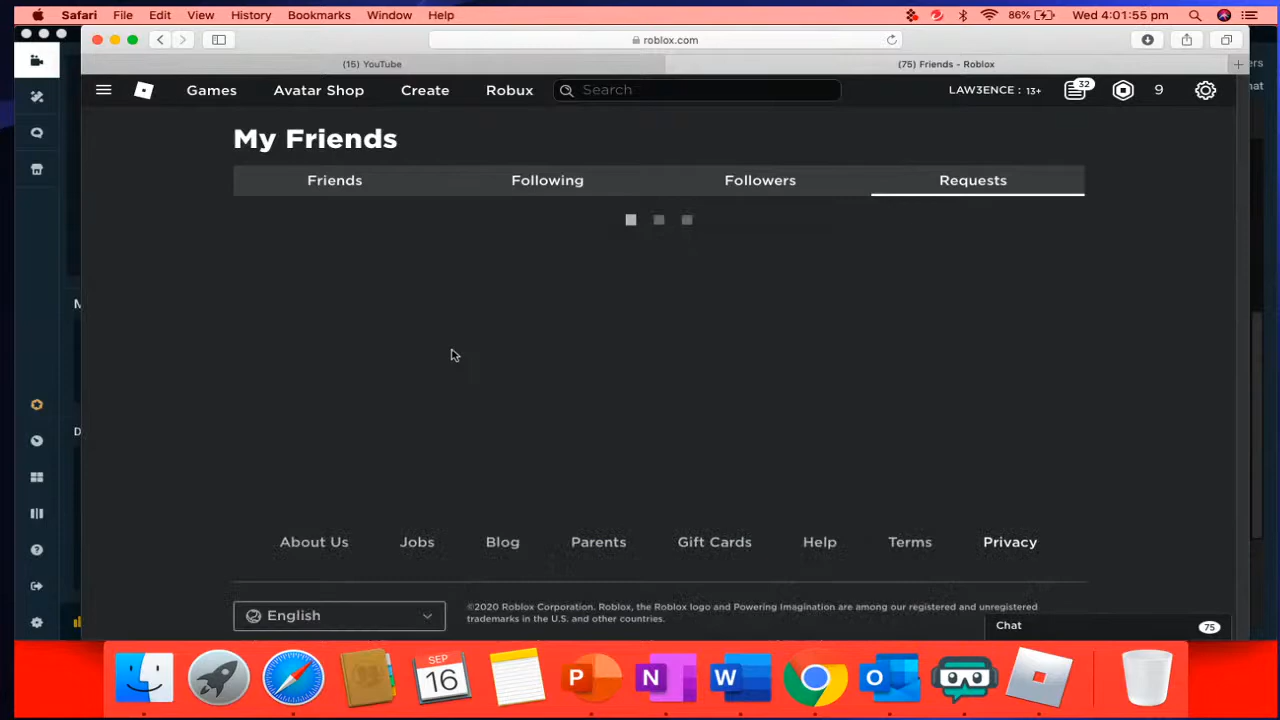 Safari File Edit View History Bookmarks Window Help 86% Wed 4:01:55 pm
roblox.com
(15) YouTube (75) Friends - Roblox
Games Avatar Shop Create Robux Search LAW3ENCE : 13+ 32 9
My Friends
Friends Following Followers Requests
About Us Jobs Blog Parents Gift Cards Help Terms Privacy
English
©2020 Roblox Corporation. Roblox, the Roblox logo and Powering Imagination are among our registered and unregistered
trademarks in the U.S. and other countries.
Chat 75
SEP
16
P N W O